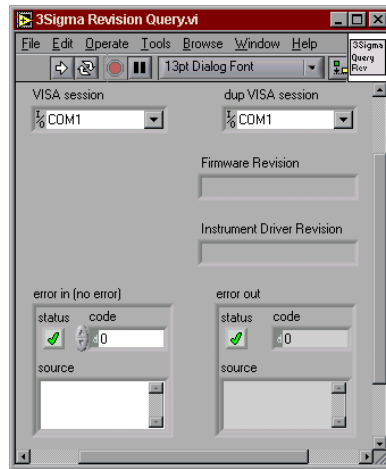 3Sigma Revision Query.vi
File Edit Operate Tools Browse Window Help
3Sigma
Query
Rev
13pt Dialog Font
VISA session
dup VISA session
I/O COM1
I/O COM1
Firmware Revision
Instrument Driver Revision
error in (no error)
error out
status code
status code
d 0
d 0
source
source